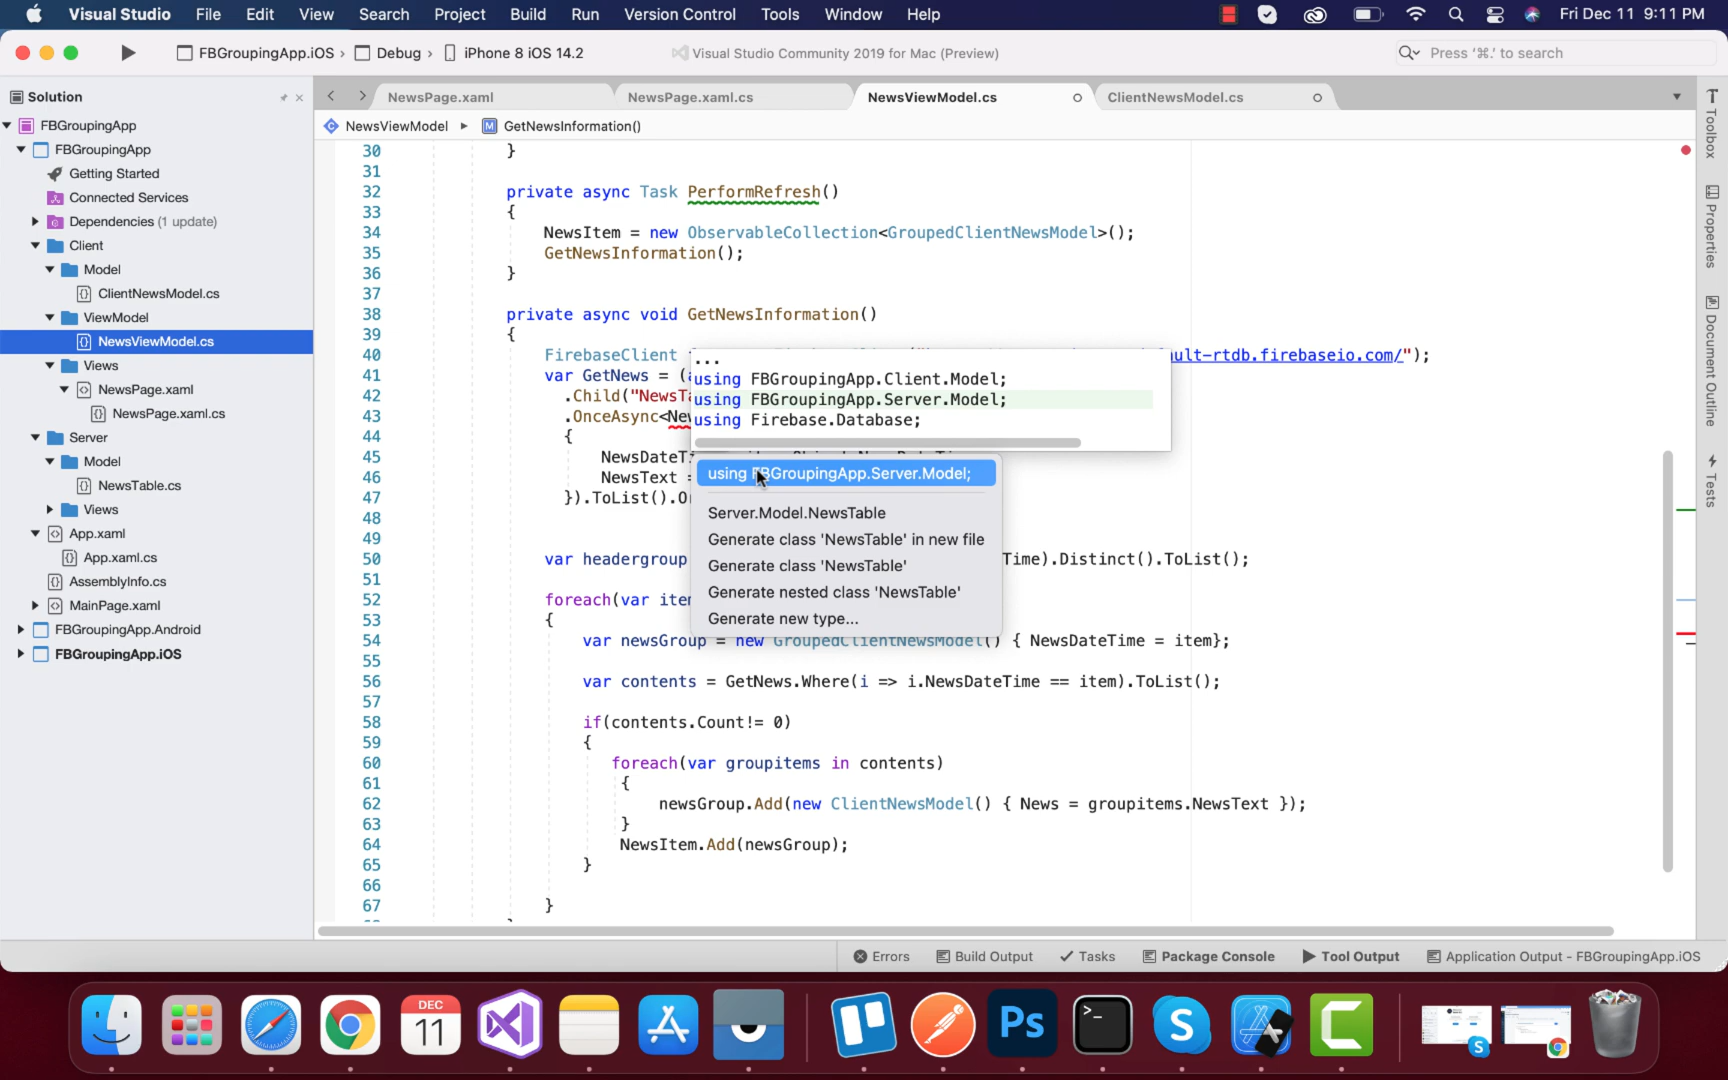 Visual Studio File Edit View Search Project Build Run Version Control Tools Window Help Fri Dec 11 9:11 PM
FBGroupingApp.iOS › Debug › iPhone 8 iOS 14.2 Visual Studio Community 2019 for Mac (Preview) Press '⌘.' to search
Solution
FBGroupingApp
FBGroupingApp
Getting Started
Connected Services
Dependencies (1 update)
Client
Model
ClientNewsModel.cs
ViewModel
NewsViewModel.cs
Views
NewsPage.xaml
NewsPage.xaml.cs
Server
Model
NewsTable.cs
Views
App.xaml
App.xaml.cs
AssemblyInfo.cs
MainPage.xaml
FBGroupingApp.Android
FBGroupingApp.iOS
NewsPage.xaml NewsPage.xaml.cs NewsViewModel.cs ClientNewsModel.cs
NewsViewModel GetNewsInformation()
30 }
31
32 private async Task PerformRefresh()
33 {
34 NewsItem = new ObservableCollection<GroupedClientNewsModel>();
35 GetNewsInformation();
36 }
37
38 private async void GetNewsInformation()
39 {
40 FirebaseClient ault-rtdb.firebaseio.com/");
41 var GetNews = (a
42 .Child("NewsTa
43 .OnceAsync<New
44 {
45 NewsDateTi
46 NewsText =
47 }).ToList().Or
48
49
50 var headergroup Time).Distinct().ToList();
51
52 foreach(var item
53 {
54 var newsGroup = new GroupedClientNewsModel() { NewsDateTime = item};
55
56 var contents = GetNews.Where(i => i.NewsDateTime == item).ToList();
57
58 if(contents.Count!= 0)
59 {
60 foreach(var groupitems in contents)
61 {
62 newsGroup.Add(new ClientNewsModel() { News = groupitems.NewsText });
63 }
64 NewsItem.Add(newsGroup);
65 }
66
67 }
...
using FBGroupingApp.Client.Model;
using FBGroupingApp.Server.Model;
using Firebase.Database;
using FBGroupingApp.Server.Model;
Server.Model.NewsTable
Generate class 'NewsTable' in new file
Generate class 'NewsTable'
Generate nested class 'NewsTable'
Generate new type...
Toolbox
Properties
Document Outline
Tests
Errors Build Output Tasks Package Console Tool Output Application Output - FBGroupingApp.iOS
DEC
11
Ps